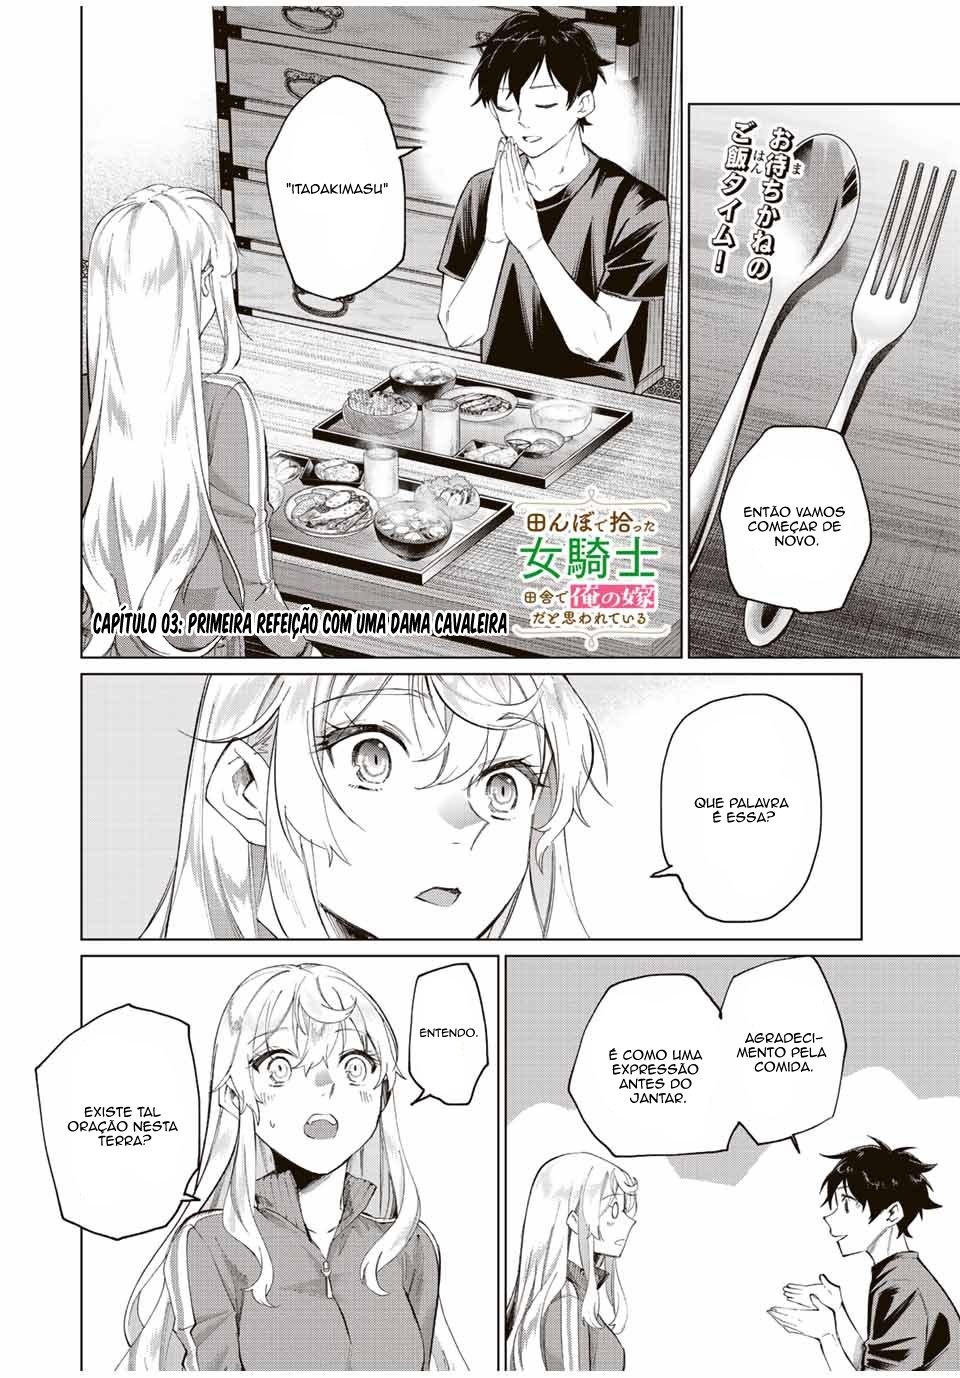 お待ちかねの
ご飯タイム！
ま
はん
ENTÃO VAMOS
COMEÇAR DE
NOVO.
"ITADAKIMASU"
田んぼで拾った
女騎士
田舎で俺の嫁
だと思われている
CAPÍTULO 03: PRIMEIRA REFEIÇÃO COM UMA DAMA CAVALEIRA
QUE PALAVRA
É ESSA?
AGRADECI-
MENTO PELA
COMIDA.
É COMO UMA
EXPRESSÃO
ANTES DO
JANTAR.
ENTENDO.
EXISTE TAL
ORAÇÃO NESTA
TERRA?